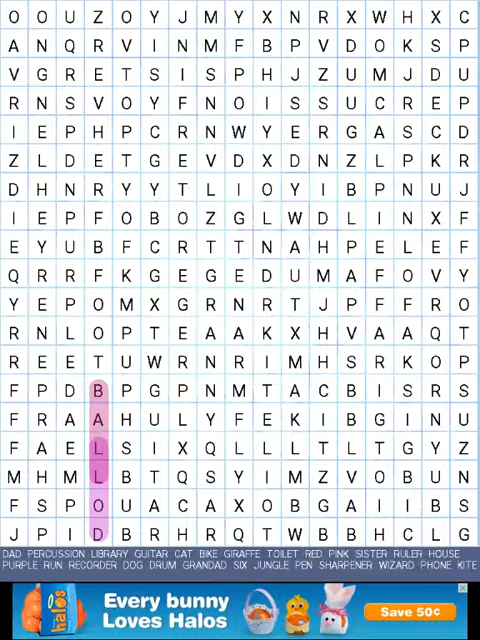 O O U Z O Y J M Y X N R X W H X C
A N Q R V I N M F B P V D O K S P
V G R E T S I S P H J Z U M J D U
R N S V O Y F N O I S S U C R E P
I E P H P C R N W Y E R G A S C D
Z L D E T G E V D X D N Z L P K R
D H N R Y Y T L I O Y I B P N U J
I E P F O B O Z G L W D L I N X F
E Y U B F C R T T N A H P E L E F
Q R R F K G E G E D U M A F O V Y
Y E P O M X G R N R T J P F F R O
R N L O P T E A A K X H V A A Q T
R E E T U W R N R I M H S R K O P
F P D B P G P N M T A C B I S R S
F R A A H U L Y F E K I B G I N U
F A E L S I X Q L L L T L T G Y Z
M H M L B T Q S Y I M Z V O B U N
F S P O U A C A X O B G A I I B S
J P I D B R H R Q T W B B H C L G
DAD PERCUSSION LIBRARY GUITAR CAT BIKE GIRAFFE TOILET RED PINK SISTER RULER HOUSE
PURPLE RUN RECORDER DOG DRUM GRANDAD SIX JUNGLE PEN SHARPENER WIZARD PHONE KITE
halos
Every bunny
Loves Halos
Save 50¢